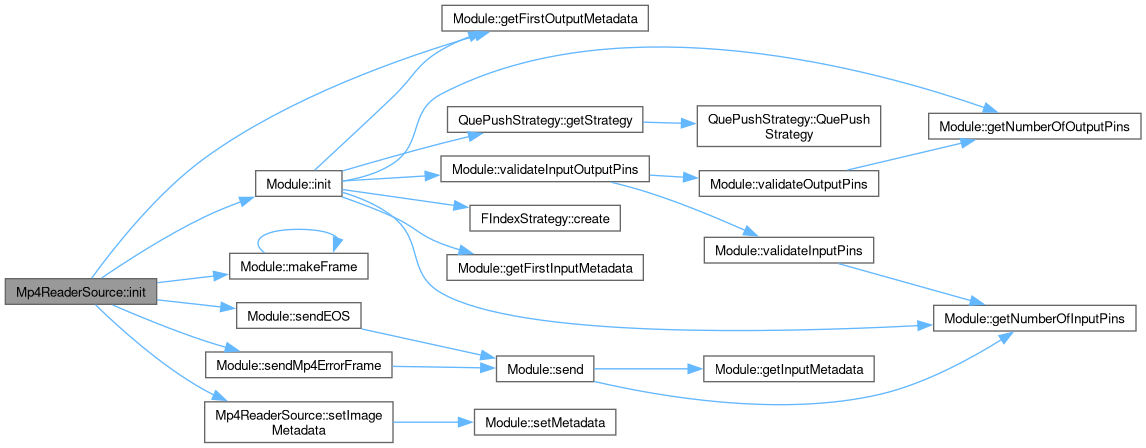 Module::getFirstOutputMetadata
QuePushStrategy::getStrategy
QuePushStrategy::QuePush
Strategy
Module::getNumberOfOutputPins
Module::init
Module::validateInputOutputPins
Module::validateOutputPins
FIndexStrategy::create
Module::validateInputPins
Module::makeFrame
Module::getFirstInputMetadata
Mp4ReaderSource::init
Module::sendEOS
Module::getNumberOfInputPins
Module::sendMp4ErrorFrame
Module::send
Module::getInputMetadata
Mp4ReaderSource::setImage
Metadata
Module::setMetadata